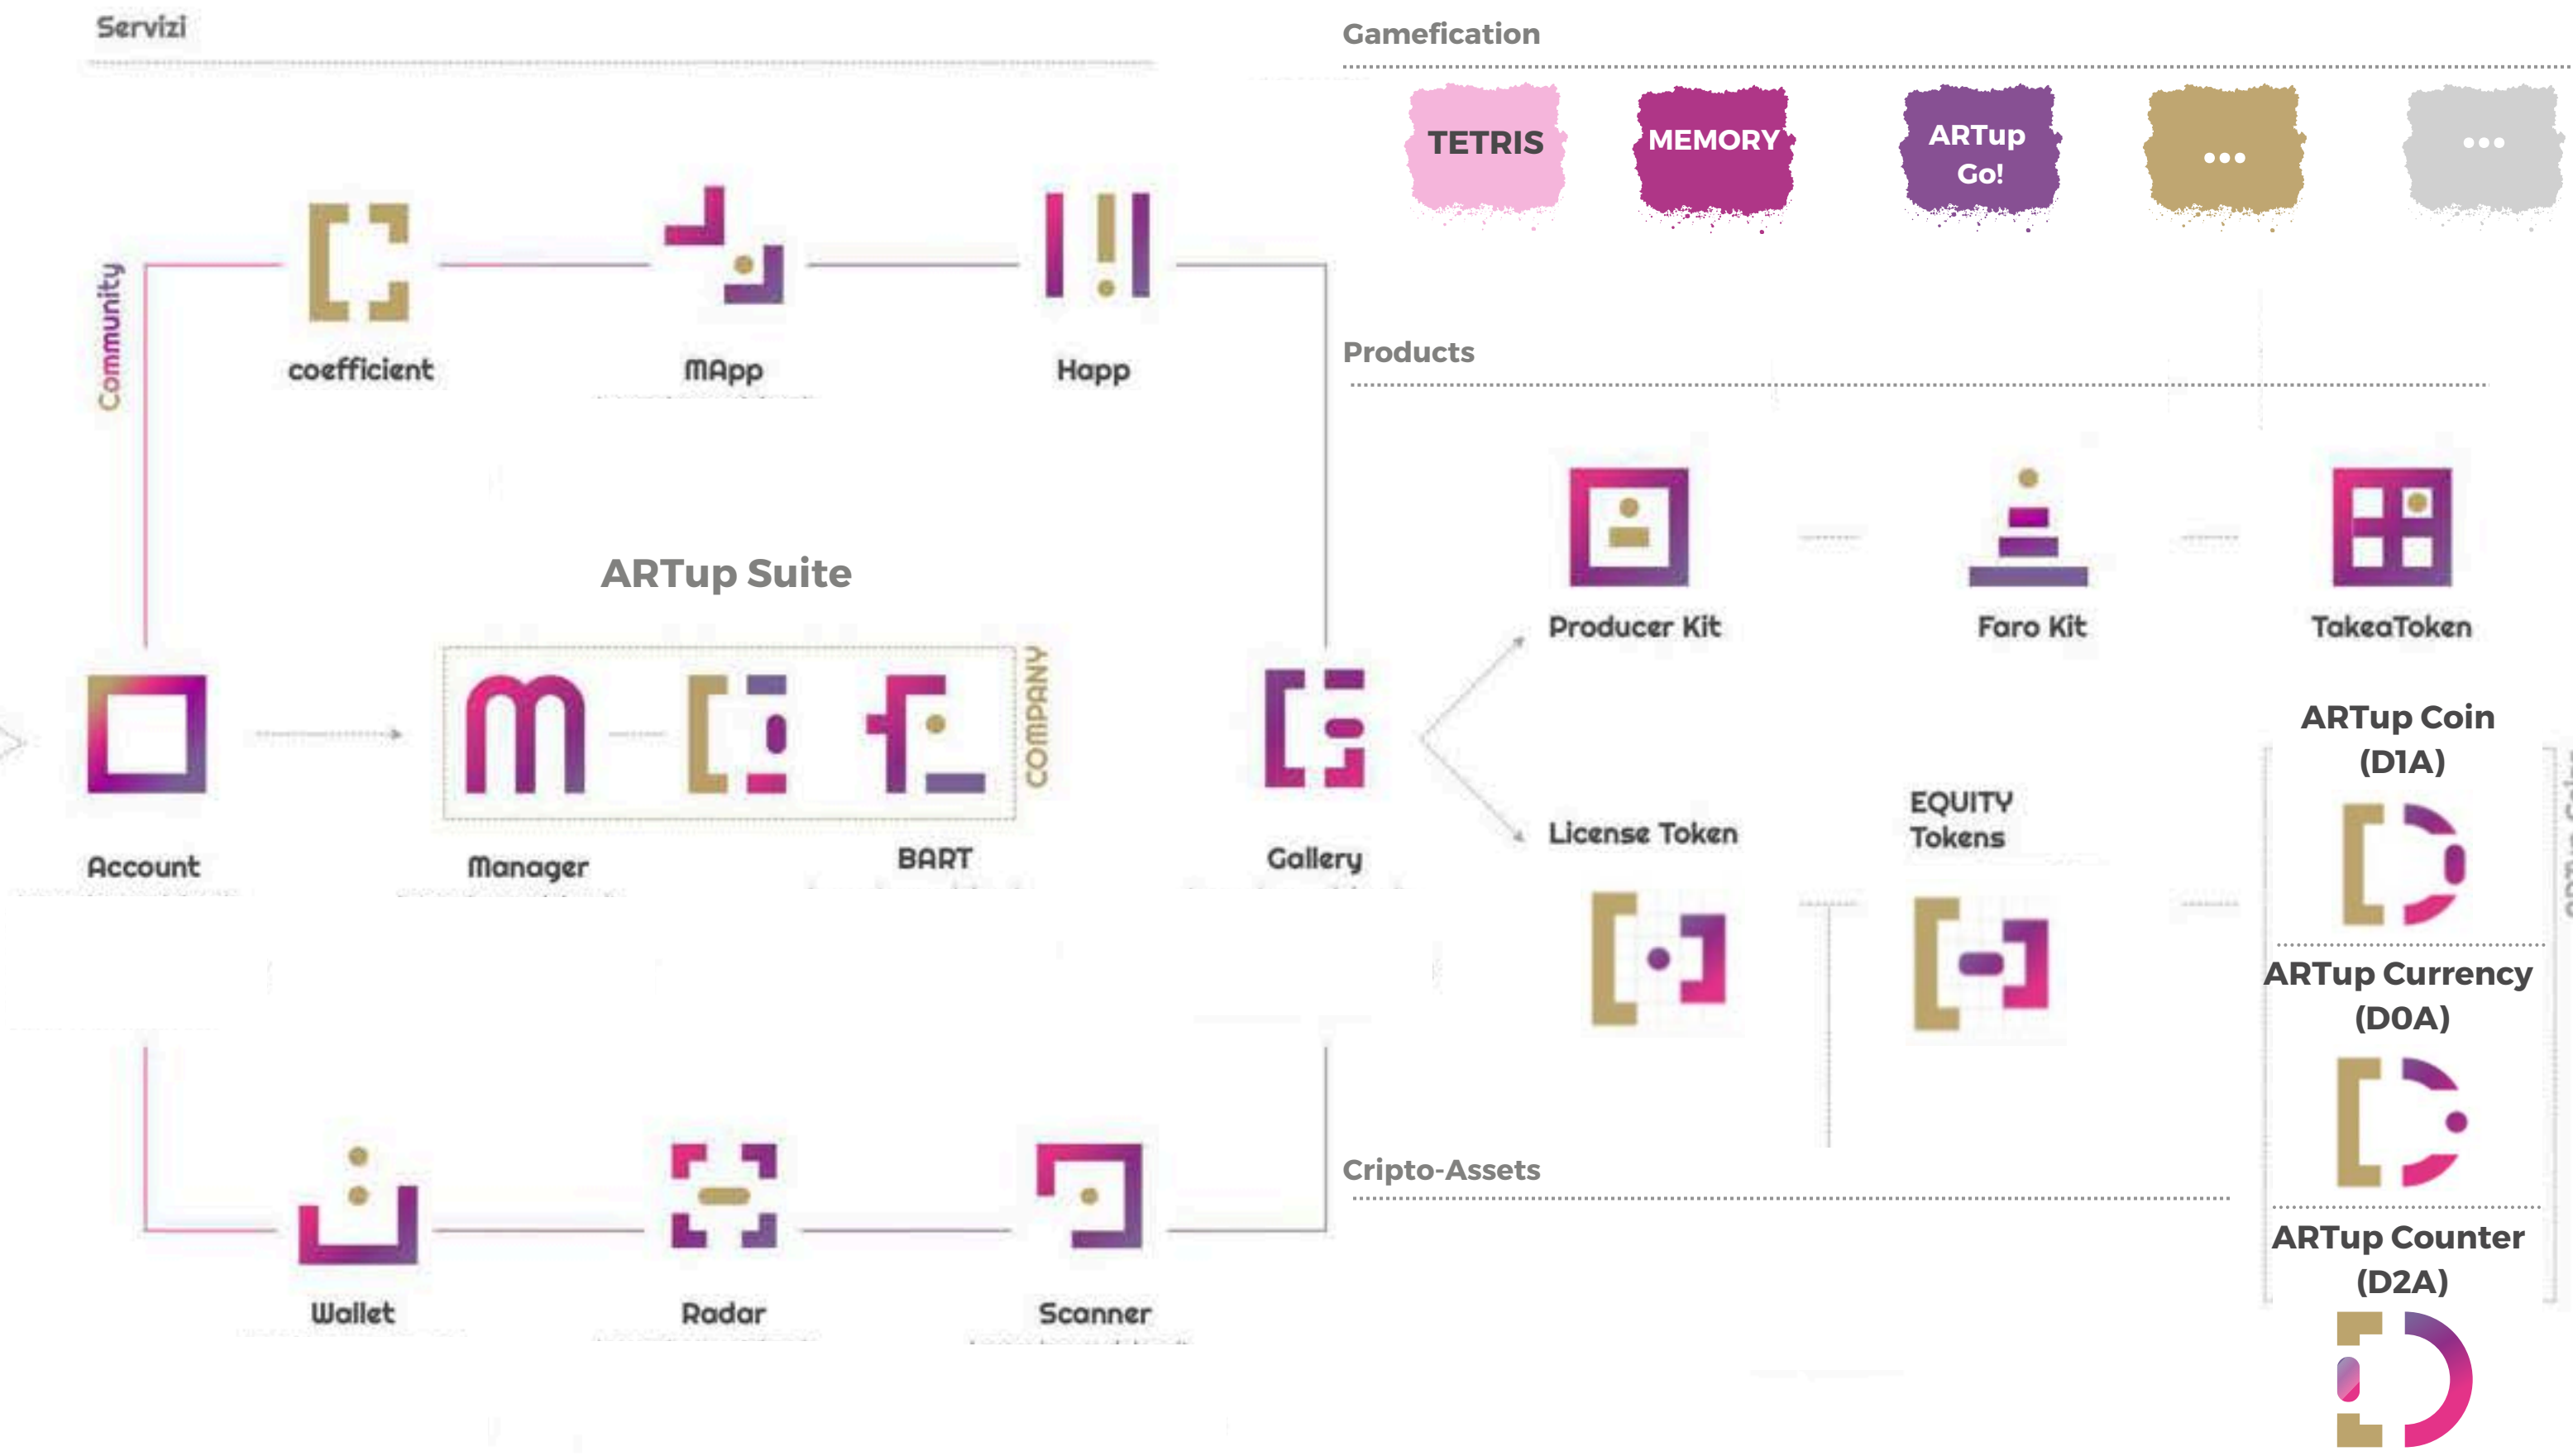 Servizi
Gamefication
TETRIS
MEMORY
ARTup
Go!
...
...
Community
coefficient
MApp
Happ
Products
ARTup Suite
COMPANY
Producer Kit
Faro Kit
TakeaToken
Account
Manager
BART
Gallery
License Token
EQUITY
Tokens
ARTup Coin
(D1A)
ARTup Currency
(D0A)
ARTup Counter
(D2A)
Cripto-Assets
Wallet
Radar
Scanner